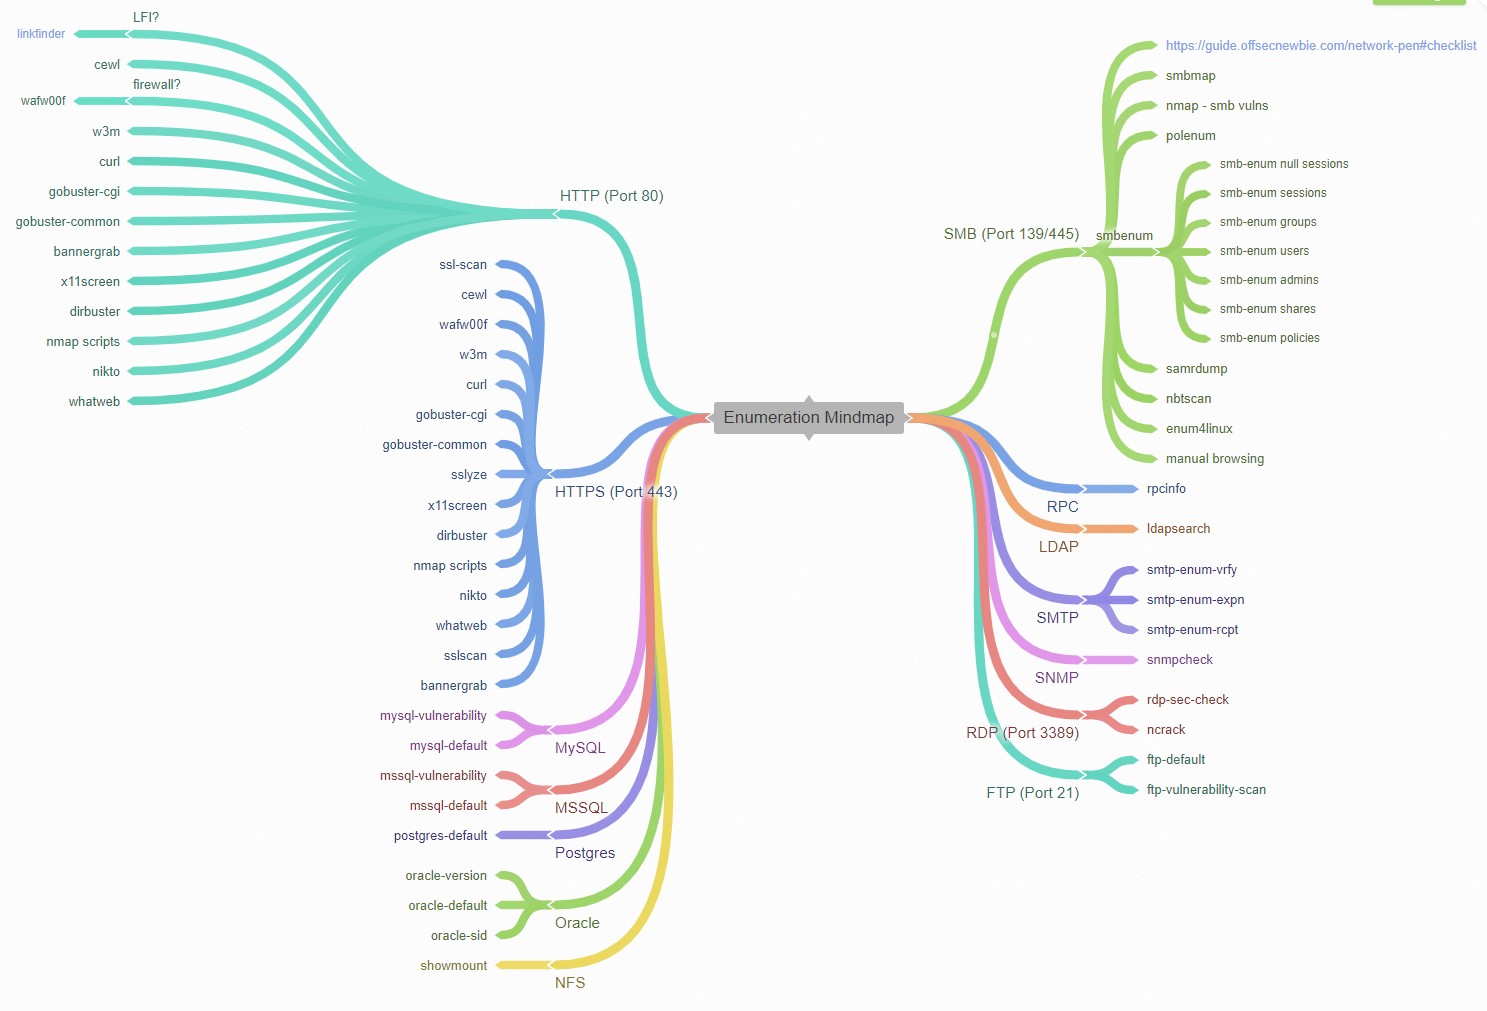 Enumeration Mindmap
HTTP (Port 80)
LFI?
linkfinder
cewl
firewall?
wafw00f
w3m
curl
gobuster-cgi
gobuster-common
bannergrab
x11screen
dirbuster
nmap scripts
nikto
whatweb
HTTPS (Port 443)
ssl-scan
cewl
wafw00f
w3m
curl
gobuster-cgi
gobuster-common
sslyze
x11screen
dirbuster
nmap scripts
nikto
whatweb
sslscan
bannergrab
MySQL
mysql-vulnerability
mysql-default
MSSQL
mssql-vulnerability
mssql-default
Postgres
postgres-default
Oracle
oracle-version
oracle-default
oracle-sid
NFS
showmount
SMB (Port 139/445)
https://guide.offsecnewbie.com/network-pen#checklist
smbmap
nmap - smb vulns
polenum
smbenum
smb-enum null sessions
smb-enum sessions
smb-enum groups
smb-enum users
smb-enum admins
smb-enum shares
smb-enum policies
samrdump
nbtscan
enum4linux
manual browsing
RPC
rpcinfo
LDAP
ldapsearch
SMTP
smtp-enum-vrfy
smtp-enum-expn
smtp-enum-rcpt
SNMP
snmpcheck
RDP (Port 3389)
rdp-sec-check
ncrack
FTP (Port 21)
ftp-default
ftp-vulnerability-scan